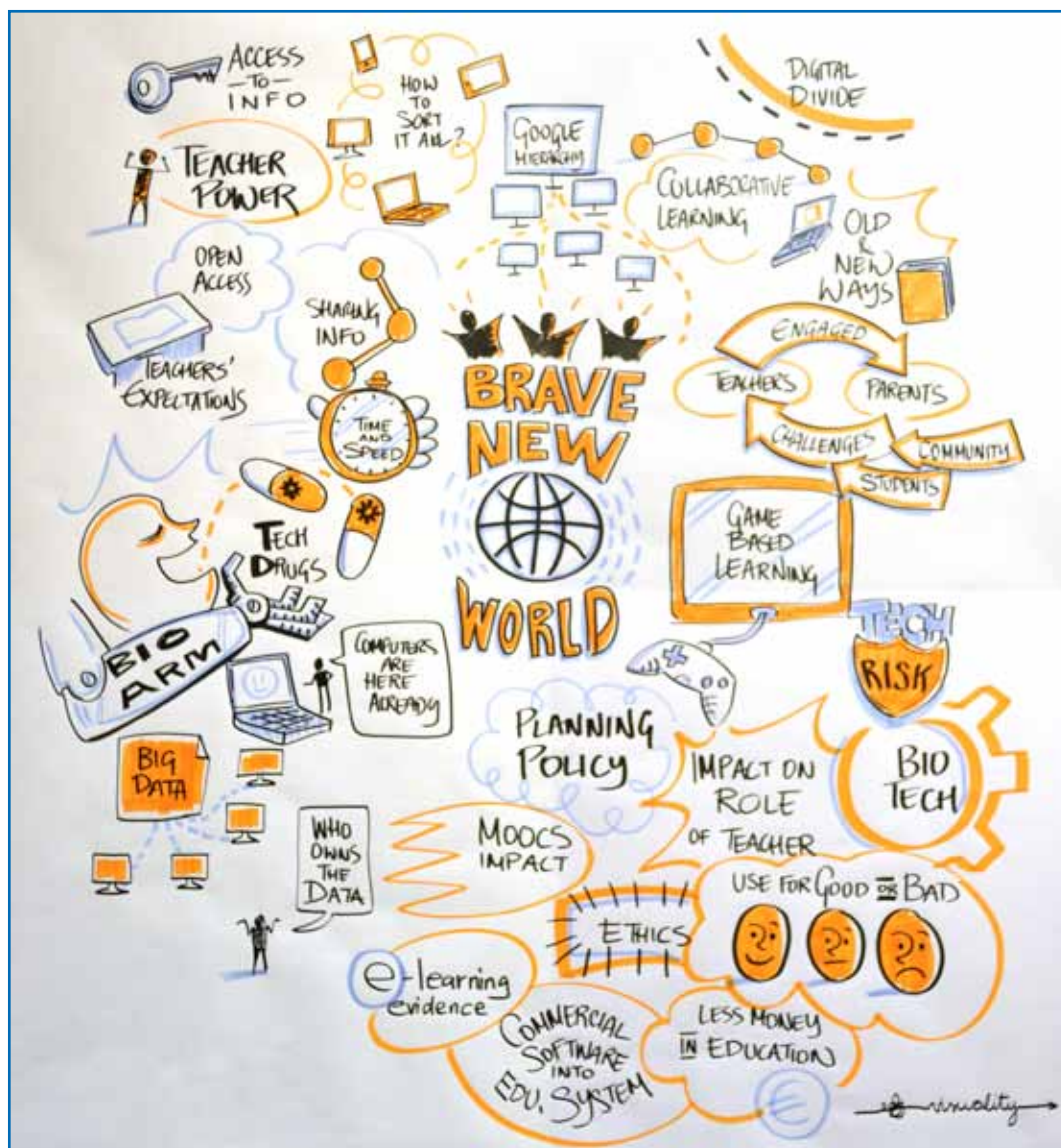 ACCESS
TO
INFO
HOW
TO
SORT
IT ALL?
GOOGLE
HIERARCHY
DIGITAL
DIVIDE
TEACHER
POWER
COLLABORATIVE
LEARNING
OLD
&
NEW
WAYS
OPEN
ACCESS
SHARING
INFO
TEACHERS'
EXPECTATIONS
TIME
AND
SPEED
BRAVE
NEW
WORLD
ENGAGED
TEACHERS
PARENTS
CHALLENGES
COMMUNITY
STUDENTS
GAME
BASED
LEARNING
TECH
DRUGS
BIO
ARM
COMPUTERS
ARE
HERE
ALREADY
TECH
RISK
PLANNING
POLICY
IMPACT ON
ROLE
OF TEACHER
BIO
TECH
BIG
DATA
WHO
OWNS
THE
DATA
MOOCS
IMPACT
ETHICS
USE FOR GOOD OR BAD
e-learning
evidence
COMMERCIAL
SOFTWARE
INTO
EDU. SYSTEM
LESS MONEY
IN EDUCATION
€
visuality